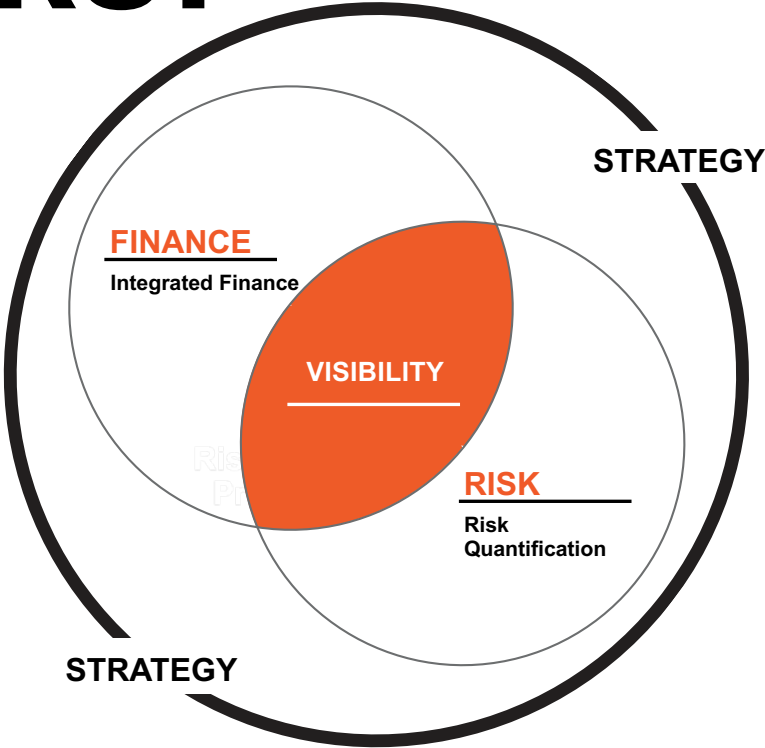 STRATEGY
FINANCE
Integrated Finance
VISIBILITY
RISK
Risk
Quantification
STRATEGY